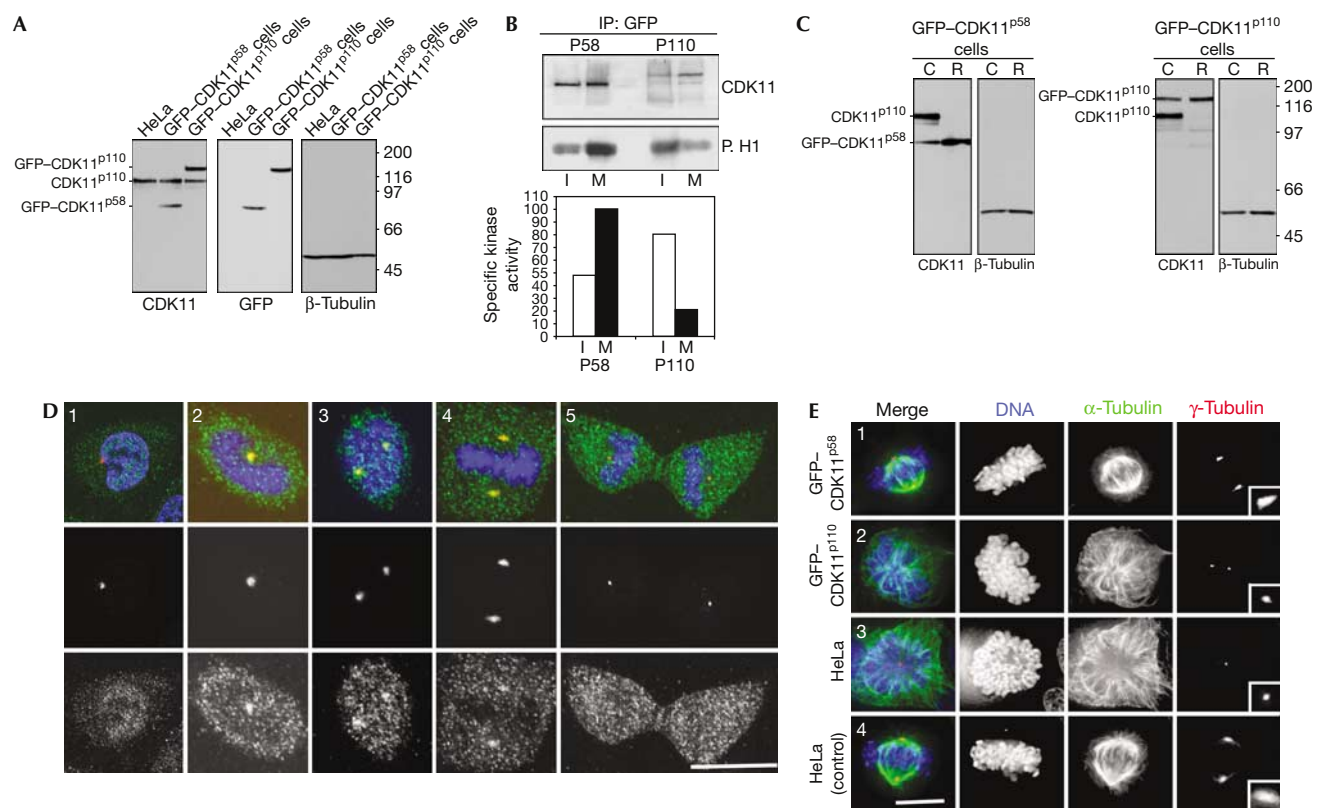 A
HeLa
GFP–CDK11p58 cells
GFP–CDK11p110 cells
HeLa
GFP–CDK11p58 cells
GFP–CDK11p110 cells
HeLa
GFP–CDK11p58 cells
GFP–CDK11p110 cells
GFP–CDK11p110
CDK11p110
GFP–CDK11p58
200
116
97
66
45
CDK11 GFP β-Tubulin
B
IP: GFP
P58 P110
CDK11
P. H1
I M I M
Specific kinase activity
110
100
90
80
70
60
55
40
30
20
10
0
I M I M
P58 P110
C
GFP–CDK11p58 cells
C R C R
CDK11p110
GFP–CDK11p58
CDK11 β-Tubulin
GFP–CDK11p110 cells
C R C R
GFP–CDK11p110
CDK11p110
200
116
97
66
45
CDK11 β-Tubulin
D
1 2 3 4 5
E
Merge DNA α-Tubulin γ-Tubulin
GFP–CDK11p58
1
GFP–CDK11p110
2
HeLa
3
HeLa (control)
4